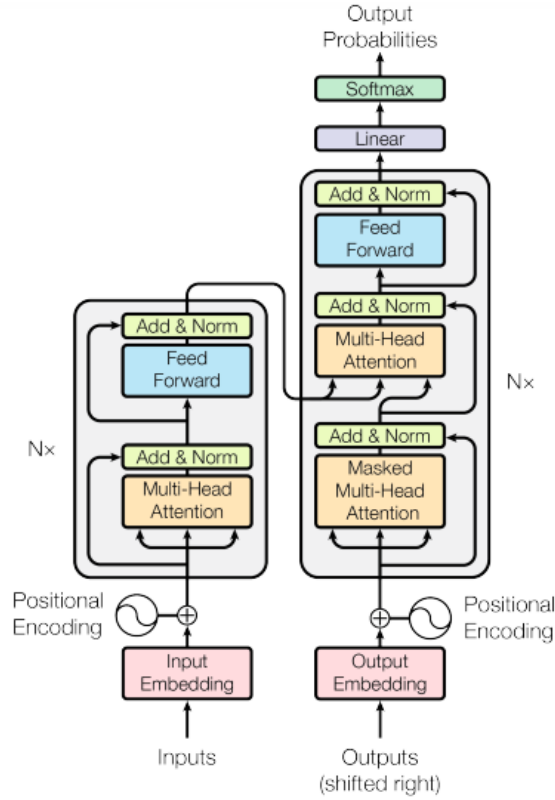 Output
Probabilities
Softmax
Linear
Add & Norm
Feed
Forward
Add & Norm
Multi-Head
Attention
Add & Norm
Masked
Multi-Head
Attention
N×
Add & Norm
Feed
Forward
Add & Norm
Multi-Head
Attention
N×
Positional
Encoding
Positional
Encoding
Input
Embedding
Output
Embedding
Inputs
Outputs
(shifted right)